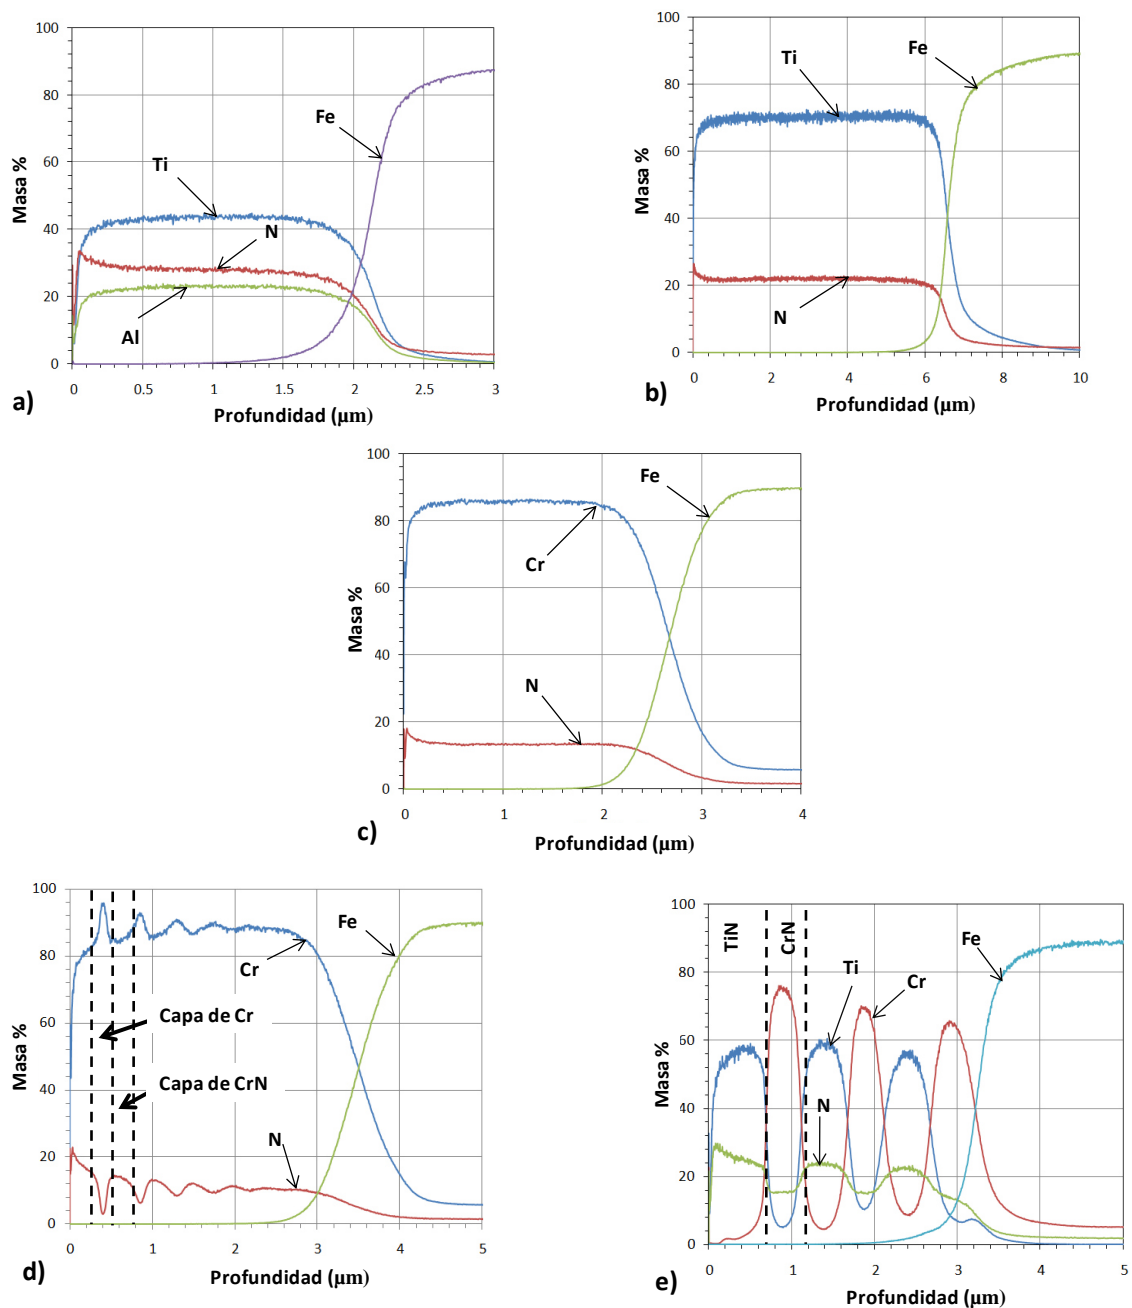 100
80
60
40
20
0
Masa %
Ti
Fe
N
Al
0
0.5
1
1.5
2
2.5
3
Profundidad (µm)
a)
100
80
60
40
20
0
Masa %
Ti
Fe
N
0
2
4
6
8
10
Profundidad (µm)
b)
100
80
60
40
20
0
Masa %
Fe
Cr
N
0
1
2
3
4
Profundidad (µm)
c)
100
80
60
40
20
0
Masa %
Fe
Cr
Capa de Cr
Capa de CrN
N
0
1
2
3
4
5
Profundidad (µm)
d)
100
80
60
40
20
0
Masa %
TiN
CrN
Ti
Cr
Fe
N
0
1
2
3
4
5
Profundidad (µm)
e)